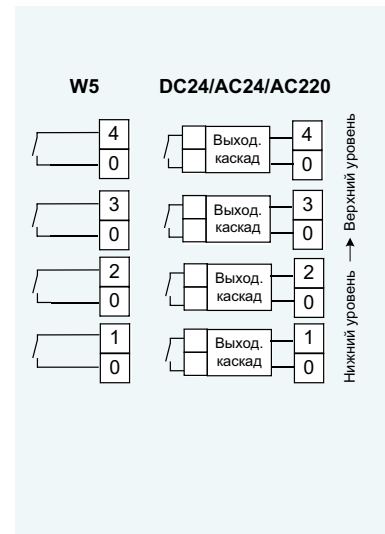 W5 DC24/AC24/AC220
4 Выход. 4
0 каскад 0
3 Выход. 3
0 каскад 0
2 Выход. 2
0 каскад 0
1 Выход. 1
0 каскад 0
Нижний уровень → Верхний уровень